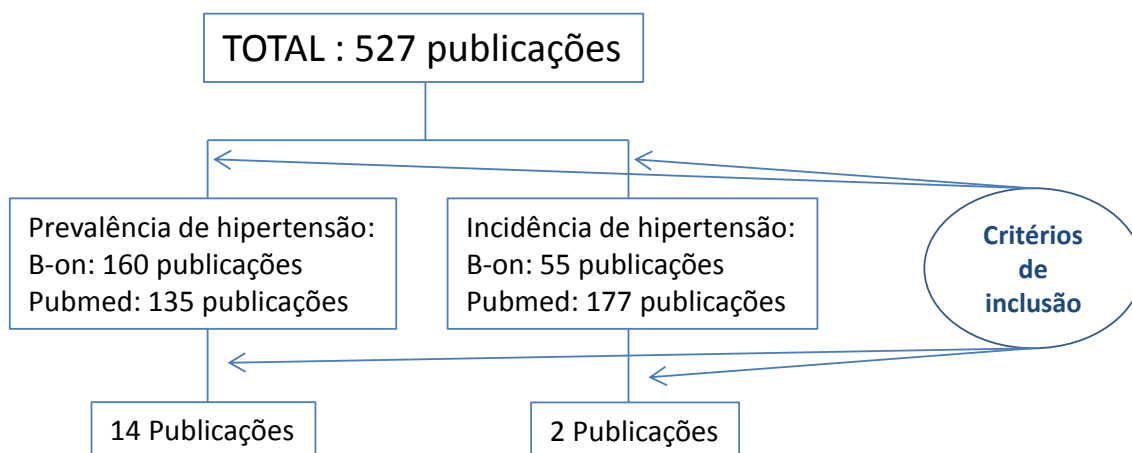 TOTAL : 527 publicações
Prevalência de hipertensão:
B-on: 160 publicações
Pubmed: 135 publicações
Incidência de hipertensão:
B-on: 55 publicações
Pubmed: 177 publicações
Critérios
de
inclusão
14 Publicações
2 Publicações